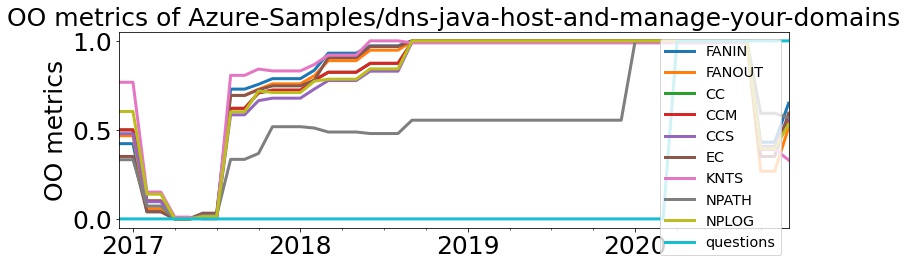 OO metrics of Azure-Samples/dns-java-host-and-manage-your-domains
1.0
0.5
0.0
OO metrics
2017
2018
2019
2020
FANIN
FANOUT
CC
CCM
CCS
EC
KNTS
NPATH
NPLOG
questions